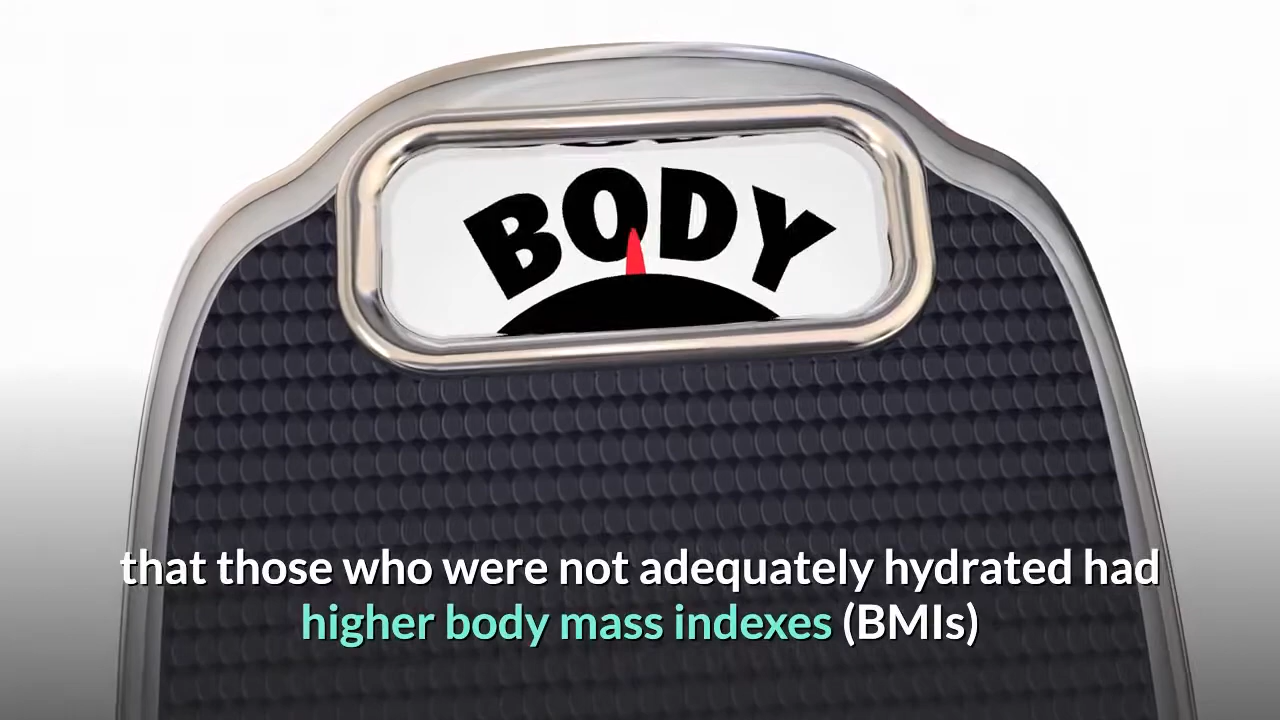 BODY
that those who were not adequately hydrated had
higher body mass indexes (BMIs)